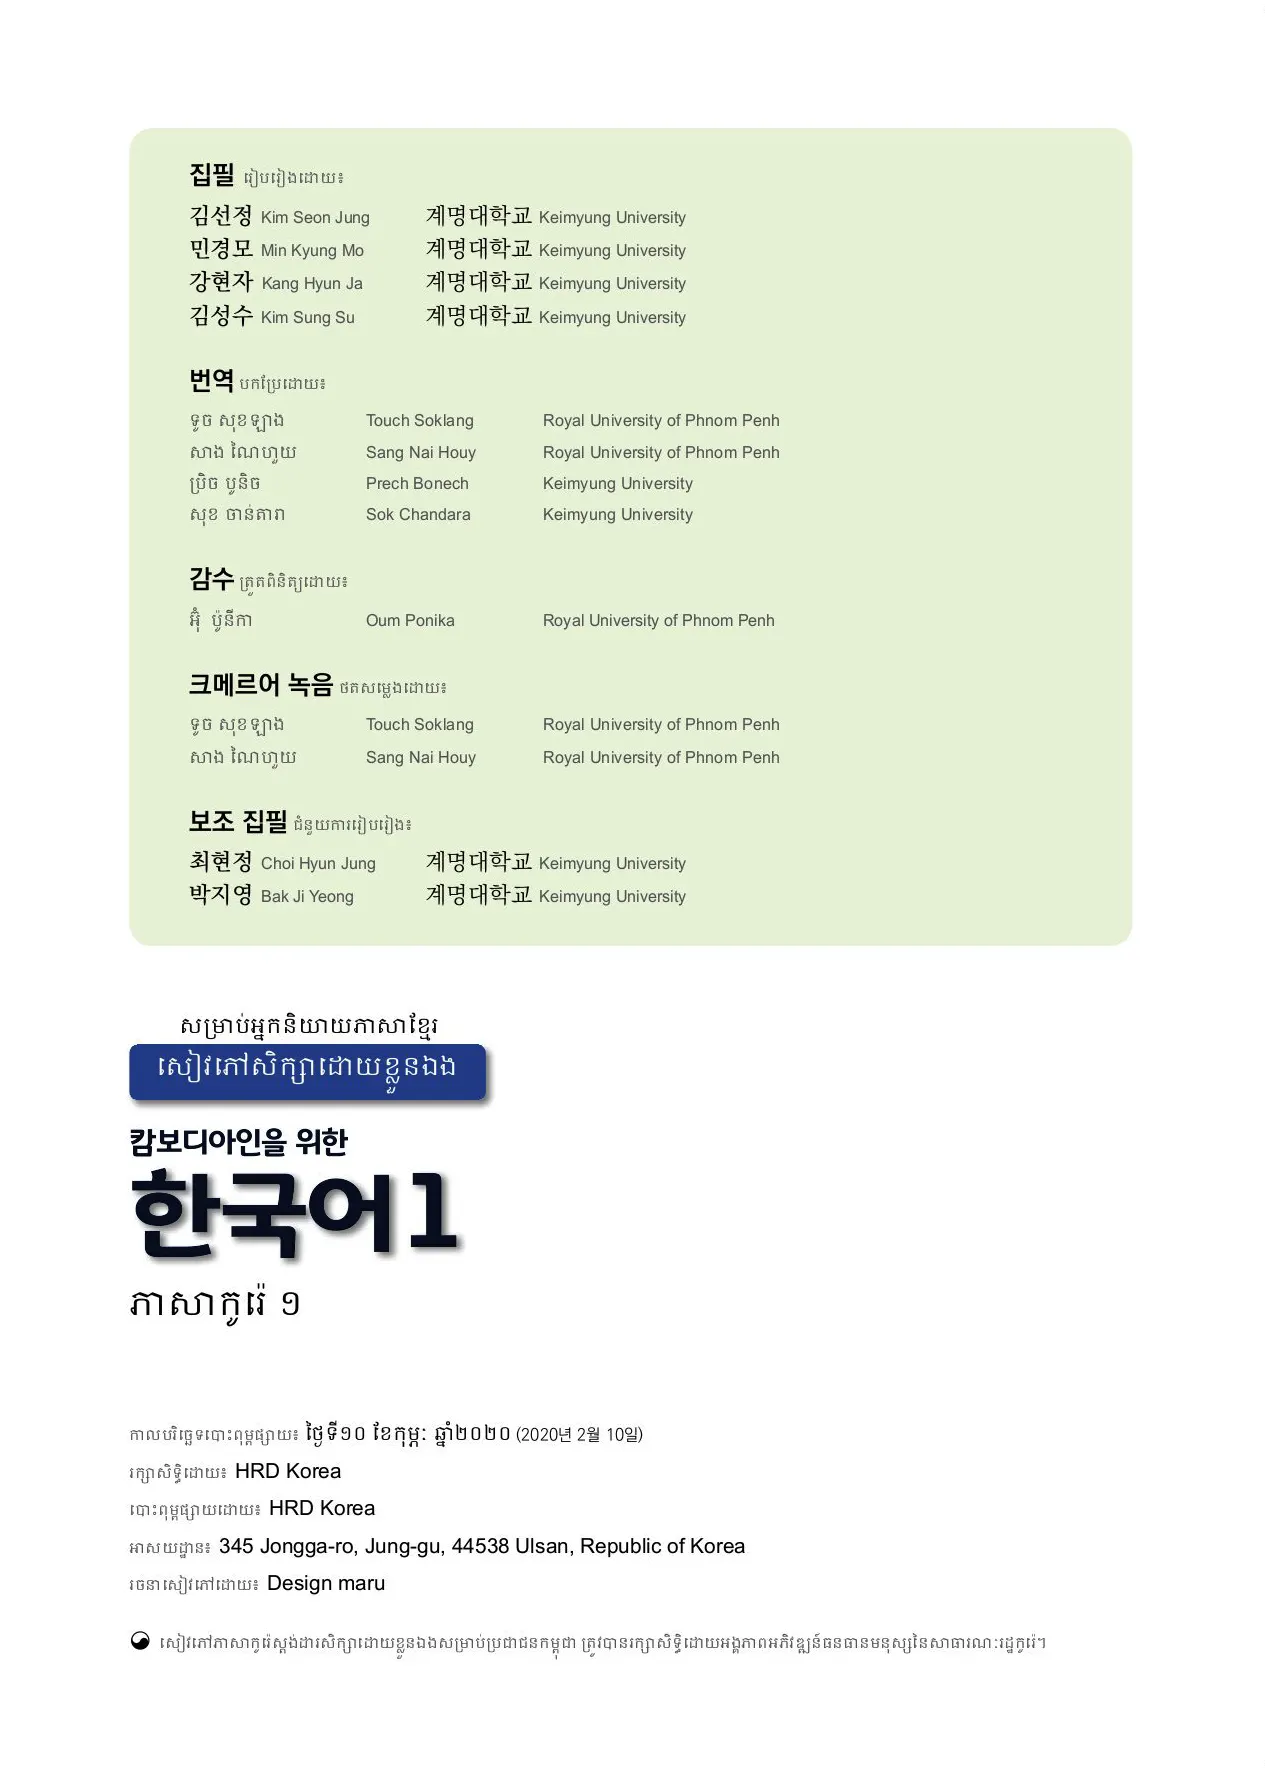 집필 រៀបរៀងដោយ៖
김선정 Kim Seon Jung 계명대학교 Keimyung University
민경모 Min Kyung Mo 계명대학교 Keimyung University
강현자 Kang Hyun Ja 계명대학교 Keimyung University
김성수 Kim Sung Su 계명대학교 Keimyung University
번역 បកប្រែដោយ៖
ទូច សុខឡាង Touch Soklang Royal University of Phnom Penh
សាង ណៃហួយ Sang Nai Houy Royal University of Phnom Penh
ប្រិច បូនិច Prech Bonech Keimyung University
សុខ ចាន់តារា Sok Chandara Keimyung University
감수 ត្រួតពិនិត្យដោយ៖
អ៊ុំ ប៉ូនីកា Oum Ponika Royal University of Phnom Penh
크메르어 녹음 ថតសម្លេងដោយ៖
ទូច សុខឡាង Touch Soklang Royal University of Phnom Penh
សាង ណៃហួយ Sang Nai Houy Royal University of Phnom Penh
보조 집필 ជំនួយការរៀបរៀង៖
최현정 Choi Hyun Jung 계명대학교 Keimyung University
박지영 Bak Ji Yeong 계명대학교 Keimyung University
សម្រាប់អ្នកនិយាយភាសាខ្មែរ
សៀវភៅសិក្សាដោយខ្លួនឯង
캄보디아인을 위한
한국어1
ភាសាកូរ៉េ ១
កាលបរិច្ឆេទបោះពុម្ពផ្សាយ៖ ថ្ងៃទី១០ ខែកុម្ភៈ ឆ្នាំ២០២០ (2020년 2월 10일)
រក្សាសិទ្ធិដោយ៖ HRD Korea
បោះពុម្ពផ្សាយដោយ៖ HRD Korea
អាសយដ្ឋាន៖ 345 Jongga-ro, Jung-gu, 44538 Ulsan, Republic of Korea
រចនាសៀវភៅដោយ៖ Design maru
សៀវភៅភាសាកូរ៉េស្តង់ដារសិក្សាដោយខ្លួនឯងសម្រាប់ប្រជាជនកម្ពុជា ត្រូវបានរក្សាសិទ្ធិដោយអង្គភាពអភិវឌ្ឍន៍ធនធានមនុស្សនៃសាធារណៈរដ្ឋកូរ៉េ។